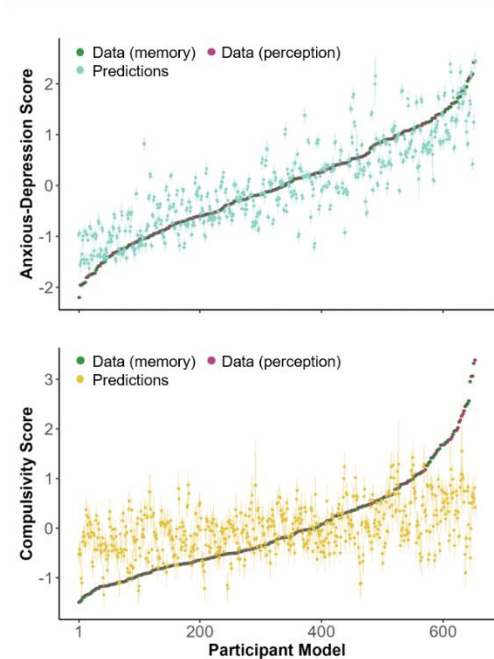 Data (memory) Data (perception)
Predictions
Anxious-Depression Score
2
1
0
-1
-2
Data (memory) Data (perception)
Predictions
Compulsivity Score
3
2
1
0
-1
1 200 400 600
Participant Model